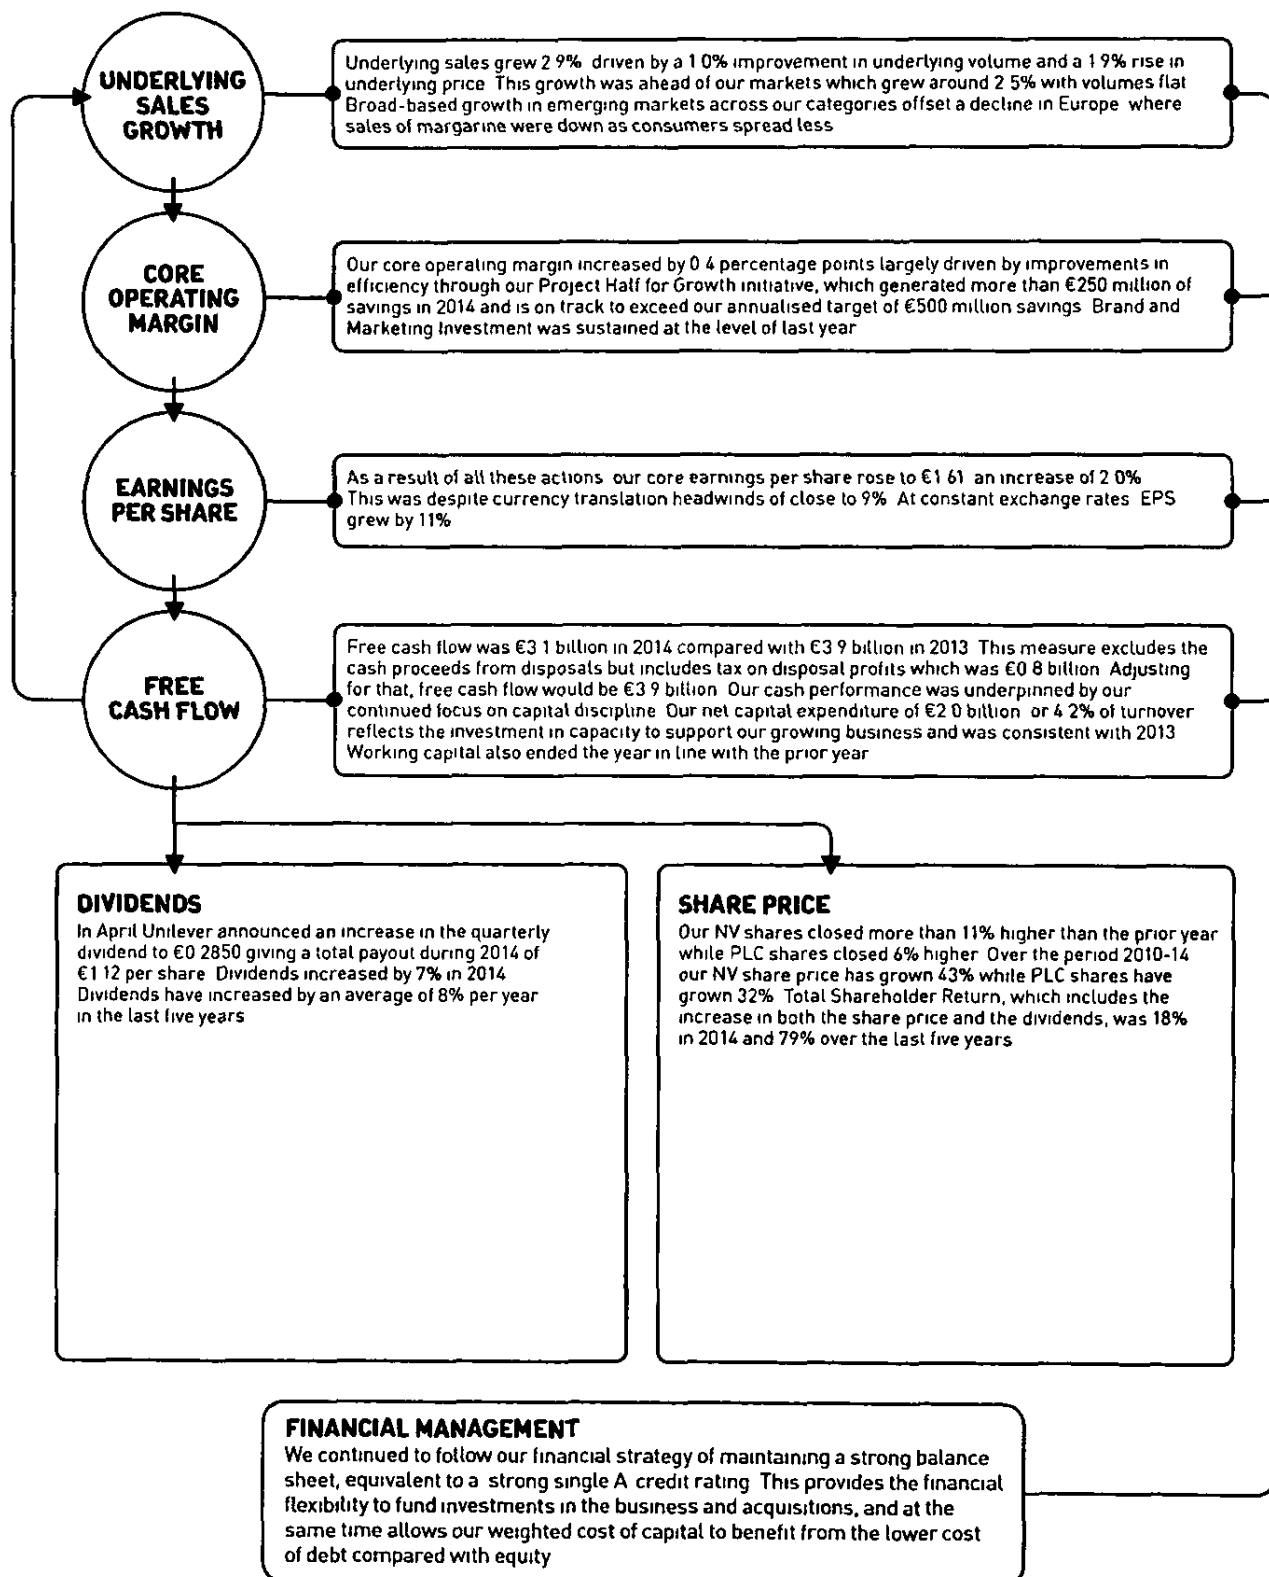 UNDERLYING
SALES
GROWTH
Underlying sales grew 2 9% driven by a 1 0% improvement in underlying volume and a 1 9% rise in
underlying price This growth was ahead of our markets which grew around 2 5% with volumes flat
Broad-based growth in emerging markets across our categories offset a decline in Europe where
sales of margarine were down as consumers spread less
CORE
OPERATING
MARGIN
Our core operating margin increased by 0 4 percentage points largely driven by improvements in
efficiency through our Project Half for Growth initiative, which generated more than €250 million of
savings in 2014 and is on track to exceed our annualised target of €500 million savings Brand and
Marketing Investment was sustained at the level of last year
EARNINGS
PER SHARE
As a result of all these actions our core earnings per share rose to €1 61 an increase of 2 0%
This was despite currency translation headwinds of close to 9% At constant exchange rates EPS
grew by 11%
FREE
CASH FLOW
Free cash flow was €3 1 billion in 2014 compared with €3 9 billion in 2013 This measure excludes the
cash proceeds from disposals but includes tax on disposal profits which was €0 8 billion Adjusting
for that, free cash flow would be €3 9 billion Our cash performance was underpinned by our
continued focus on capital discipline Our net capital expenditure of €2 0 billion or 4 2% of turnover
reflects the investment in capacity to support our growing business and was consistent with 2013
Working capital also ended the year in line with the prior year
DIVIDENDS
In April Unilever announced an increase in the quarterly
dividend to €0 2850 giving a total payout during 2014 of
€1 12 per share Dividends increased by 7% in 2014
Dividends have increased by an average of 8% per year
in the last five years
SHARE PRICE
Our NV shares closed more than 11% higher than the prior year
while PLC shares closed 6% higher Over the period 2010-14
our NV share price has grown 43% while PLC shares have
grown 32% Total Shareholder Return, which includes the
increase in both the share price and the dividends, was 18%
in 2014 and 79% over the last five years
FINANCIAL MANAGEMENT
We continued to follow our financial strategy of maintaining a strong balance
sheet, equivalent to a strong single A credit rating This provides the financial
flexibility to fund investments in the business and acquisitions, and at the
same time allows our weighted cost of capital to benefit from the lower cost
of debt compared with equity